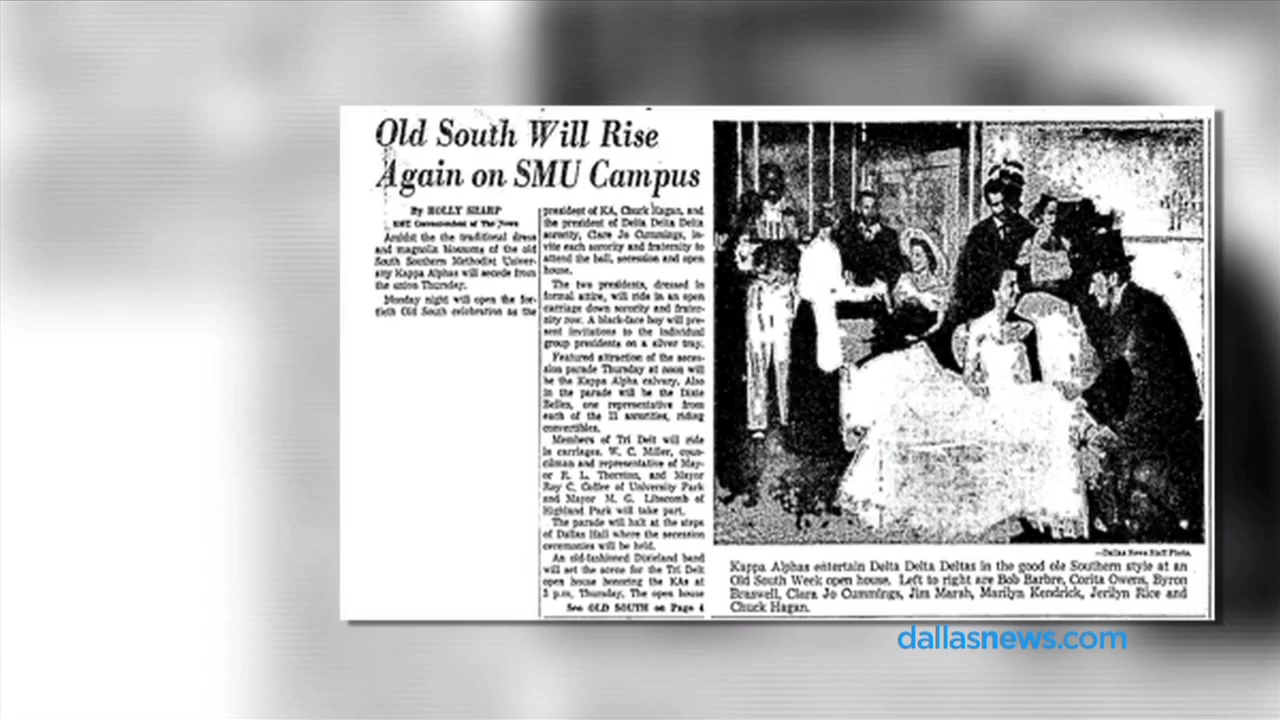 Old South Will Rise
Again on SMU Campus
By HOLLY SHARP
SMU Correspondent of The News
Amidst the the traditional dress
and magnolia blossoms of the old
South Southern Methodist Univer-
sity Kappa Alphas will secede from
the union Thursday.
Monday night will open the for-
tieth Old South celebration as the
president of KA, Chuck Hagan, and
the president of Delta Delta Delta
sorority, Clare Jo Cummings, in-
vite each sorority and fraternity to
attend the ball, secession and open
house.
The two presidents, dressed in
formal attire, will ride in an open
carriage down sorority and frater-
nity row. A black-face boy will pre-
sent invitations to the individual
group presidents on a silver tray.
Featured attraction of the seces-
sion parade Thursday at noon will
be the Kappa Alpha calvary. Also
in the parade will be the Dixie
Belles, one representative from
each of the 11 sororities, riding
convertibles.
Members of Tri Delt will ride
in carriages. W. C. Miller, coun-
cilman and representative of May-
or R. L. Thornton, and Mayor
Roy C. Coffee of University Park
and Mayor M. G. Libscomb of
Highland Park will take part.
The parade will halt at the steps
of Dallas Hall where the secession
ceremonies will be held.
An old-fashioned Dixieland band
will set the scene for the Tri Delt
open house honoring the KAs at
3 p.m. Thursday. The open house
See OLD SOUTH on Page 4
—Dallas News Staff Photo.
Kappa Alphas entertain Delta Delta Deltas in the good ole Southern style at an
Old South Week open house. Left to right are Bob Barbre, Corita Owens, Byron
Braswell, Clara Jo Cummings, Jim Marsh, Marilyn Kendrick, Jerilyn Rice and
Chuck Hagan.
dallasnews.com